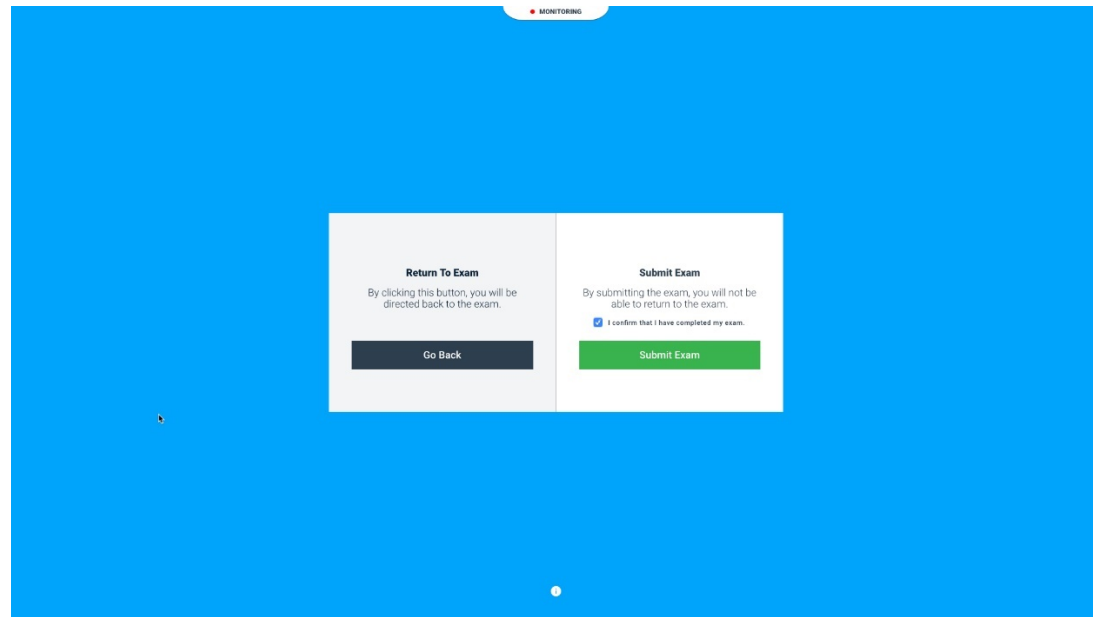 MONITORING
Return To Exam
By clicking this button, you will be
directed back to the exam.
Go Back
Submit Exam
By submitting the exam, you will not be
able to return to the exam.
I confirm that I have completed my exam.
Submit Exam